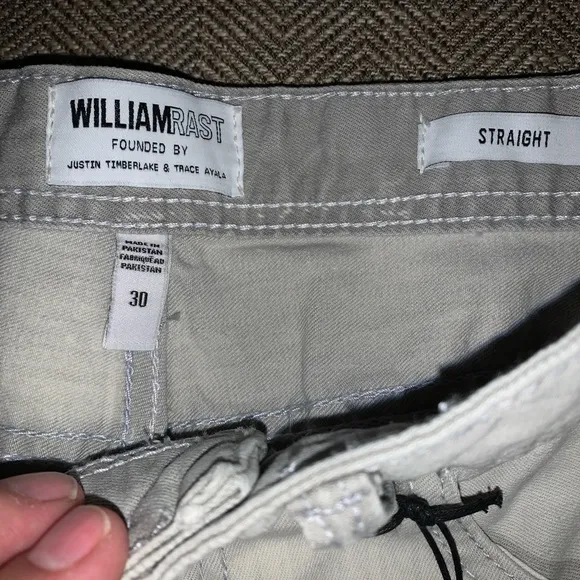 WILLIAMRAST
FOUNDED BY
JUSTIN TIMBERLAKE & TRACE AYALA
STRAIGHT
MADE IN
PAKISTAN
FABRIQUÉ AU
PAKISTAN
30